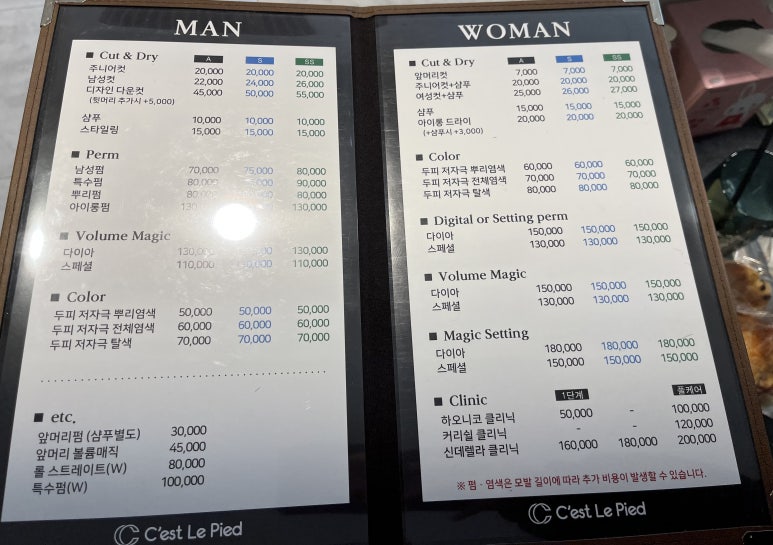 MAN
■ Cut & Dry A S SS
주니어컷 20,000 20,000 20,000
남성컷 22,000 24,000 26,000
디자인 다운컷 45,000 50,000 55,000
(뒷머리 추가시 +5,000)
샴푸 10,000 10,000 10,000
스타일링 15,000 15,000 15,000
■ Perm
남성펌 70,000 75,000 80,000
특수펌 80,000 90,000
뿌리펌 80,000
아이롱펌 130,000
■ Volume Magic
다이아 130,000 130,000
스페셜 110,000 110,000
■ Color
두피 저자극 뿌리염색 50,000 50,000 50,000
두피 저자극 전체염색 60,000 60,000 60,000
두피 저자극 탈색 70,000 70,000 70,000
■ etc.
앞머리펌 (샴푸별도) 30,000
앞머리 볼륨매직 45,000
롤 스트레이트(W) 80,000
특수펌(W) 100,000
C'est Le Pied
WOMAN
■ Cut & Dry A S SS
앞머리컷 7,000 7,000 7,000
주니어컷+샴푸 20,000 20,000 20,000
여성컷+샴푸 25,000 26,000 27,000
샴푸 15,000 15,000 15,000
아이롱 드라이 20,000 20,000 20,000
(+샴푸시 +3,000)
■ Color
두피 저자극 뿌리염색 60,000 60,000 60,000
두피 저자극 전체염색 70,000 70,000 70,000
두피 저자극 탈색 80,000 80,000 80,000
■ Digital or Setting perm
다이아 150,000 150,000 150,000
스페셜 130,000 130,000 130,000
■ Volume Magic
다이아 150,000 150,000 150,000
스페셜 130,000 130,000 130,000
■ Magic Setting
다이아 180,000 180,000 180,000
스페셜 150,000 150,000 150,000
■ Clinic 1단계 풀케어
하오니코 클리닉 50,000 - 100,000
커리쉴 클리닉 - - 120,000
신데렐라 클리닉 160,000 180,000 200,000
※ 펌 · 염색은 모발 길이에 따라 추가 비용이 발생할 수 있습니다.
C'est Le Pied